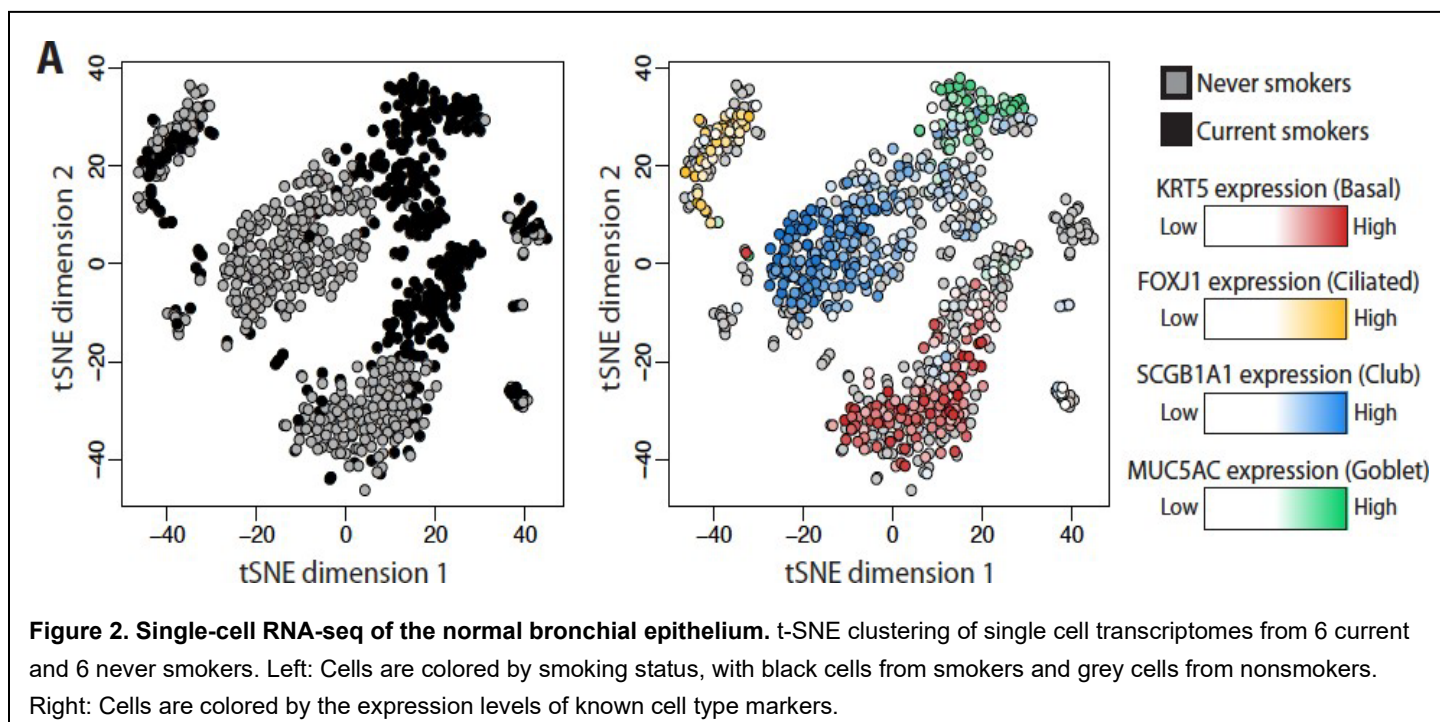 A
40
20
0
−20
−40
tSNE dimension 2
−40 −20 0 20 40
tSNE dimension 1
40
20
0
−20
−40
tSNE dimension 2
−40 −20 0 20 40
tSNE dimension 1
Never smokers
Current smokers
KRT5 expression (Basal)
Low High
FOXJ1 expression (Ciliated)
Low High
SCGB1A1 expression (Club)
Low High
MUC5AC expression (Goblet)
Low High
Figure 2. Single-cell RNA-seq of the normal bronchial epithelium. t-SNE clustering of single cell transcriptomes from 6 current
and 6 never smokers. Left: Cells are colored by smoking status, with black cells from smokers and grey cells from nonsmokers.
Right: Cells are colored by the expression levels of known cell type markers.